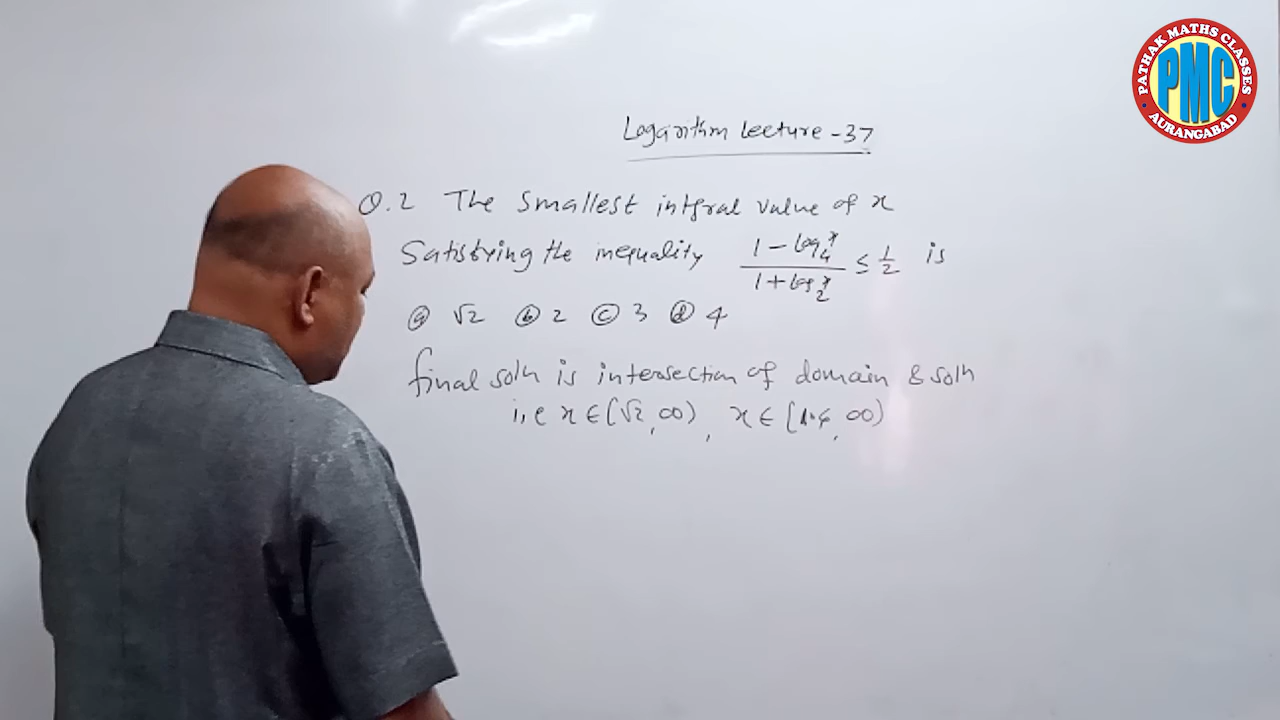 PATHAK MATHS CLASSES
PMC
AURANGABAD
Logarithm Lecture - 37
Q.2 The smallest intgral value of x
Satisfying the inequality (1 - log₄x)/(1 + log₂x) ≤ 1/2 is
ⓐ √2 ⓑ 2 ⓒ 3 ⓓ 4
final soln is intersection of domain & soln
i.e x ∈ (√2, ∞), x ∈ [1.4, ∞)